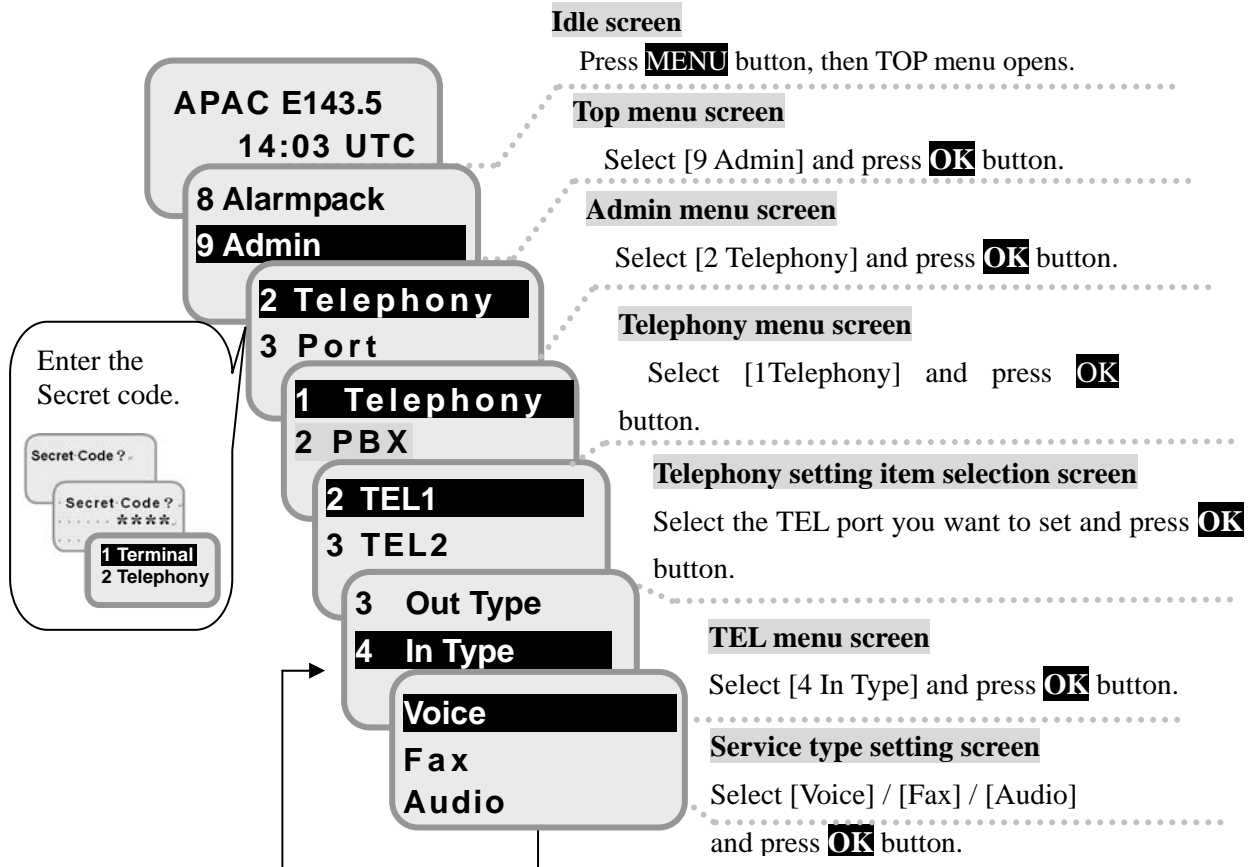 Idle screen
Press MENU button, then TOP menu opens.
APAC E143.5
14:03 UTC
Top menu screen
Select [9 Admin] and press OK button.
8 Alarmpack
9 Admin
Admin menu screen
Select [2 Telephony] and press OK button.
2 Telephony
3 Port
Enter the
Secret code.
Secret Code ?
Secret Code ?
****
1 Terminal
2 Telephony
Telephony menu screen
Select [1Telephony] and press OK
button.
1 Telephony
2 PBX
Telephony setting item selection screen
Select the TEL port you want to set and press OK
button.
2 TEL1
3 TEL2
TEL menu screen
Select [4 In Type] and press OK button.
3 Out Type
4 In Type
Service type setting screen
Select [Voice] / [Fax] / [Audio]
and press OK button.
Voice
Fax
Audio